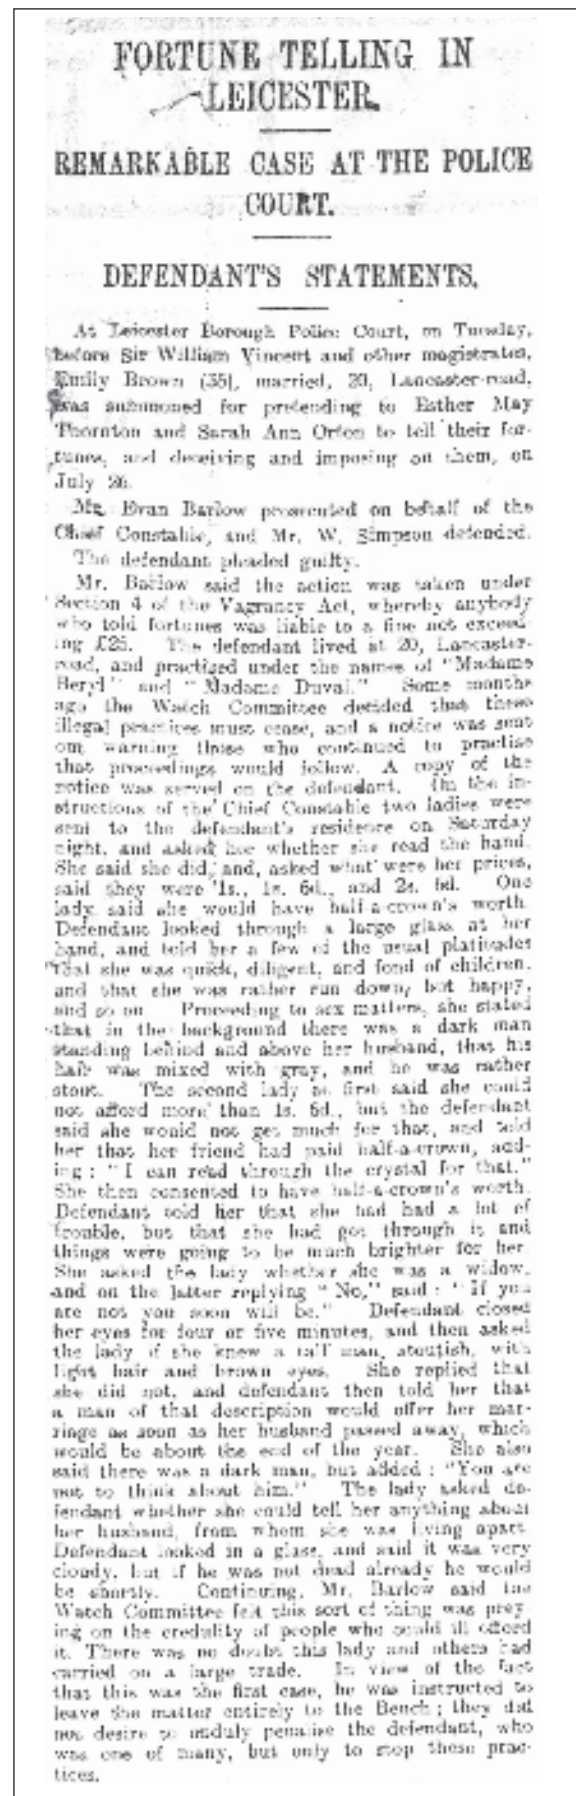 FORTUNE TELLING IN
LEICESTER.
REMARKABLE CASE AT THE POLICE
COURT.
DEFENDANT'S STATEMENTS.
At Leicester Borough Police Court, on Tuesday,
before Sir William Vincent and other magistrates,
Emily Brown (35), married, 20, Lancaster-road,
was summoned for pretending to Esther May
Thornton and Sarah Ann Orton to tell their for-
tunes, and deceiving and imposing on them, on
July 26.
Mr. Evan Barlow prosecuted on behalf of the
Chief Constable, and Mr. W. Simpson defended.
The defendant pleaded guilty.
Mr. Barlow said the action was taken under
Section 4 of the Vagrancy Act, whereby anybody
who told fortunes was liable to a fine not exceed-
ing £25. The defendant lived at 20, Lancaster-
road, and practised under the names of "Madame
Beryl" and "Madame Duval." Some months
ago the Watch Committee decided that these
illegal practices must cease, and a notice was sent
out warning those who continued to practise
that proceedings would follow. A copy of the
notice was served on the defendant. On the in-
structions of the Chief Constable two ladies were
sent to the defendant's residence on Saturday
night, and asked her whether she read the hand.
She said she did, and, asked what were her prices,
said they were 1s., 1s. 6d., and 2s. 6d. One
lady said she would have half-a-crown's worth.
Defendant looked through a large glass at her
hand, and told her a few of the usual platitudes
That she was quick, diligent, and fond of children,
and that she was rather run down, but happy,
and so on. Proceeding to sex matters, she stated
that in the background there was a dark man
standing behind and above her husband, that his
hair was mixed with gray, and he was rather
stout. The second lady at first said she could
not afford more than 1s. 6d., but the defendant
said she would not get much for that, and told
her that her friend had paid half-a-crown, add-
ing: "I can read through the crystal for that."
She then consented to have half-a-crown's worth.
Defendant told her that she had had a lot of
trouble, but that she had got through it and
things were going to be much brighter for her.
She asked the lady whether she was a widow,
and on the latter replying "No," said: "If you
are not you soon will be." Defendant closed
her eyes for four or five minutes, and then asked
the lady if she knew a tall man, stoutish, with
light hair and brown eyes. She replied that
she did not, and defendant then told her that
a man of that description would offer her mar-
riage as soon as her husband passed away, which
would be about the end of the year. She also
said there was a dark man, but added: "You are
not to think about him." The lady asked de-
fendant whether she could tell her anything about
her husband, from whom she was living apart.
Defendant looked in a glass, and said it was very
cloudy, but if he was not dead already he would
be shortly. Continuing, Mr. Barlow said the
Watch Committee felt this sort of thing was prey-
ing on the credulity of people who could ill afford
it. There was no doubt this lady and others had
carried on a large trade. In view of the fact
that this was the first case, he was instructed to
leave the matter entirely to the Bench; they did
not desire to unduly penalise the defendant, who
was one of many, but only to stop these prac-
tices.